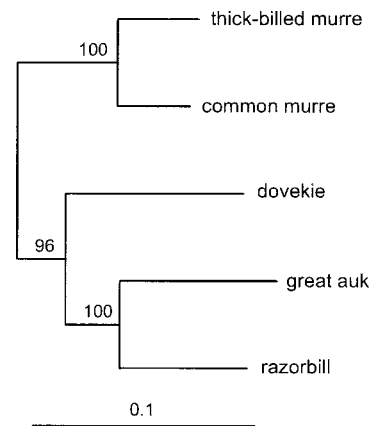 thick-billed murre
100
common murre
dovekie
96
great auk
100
razorbill
0.1